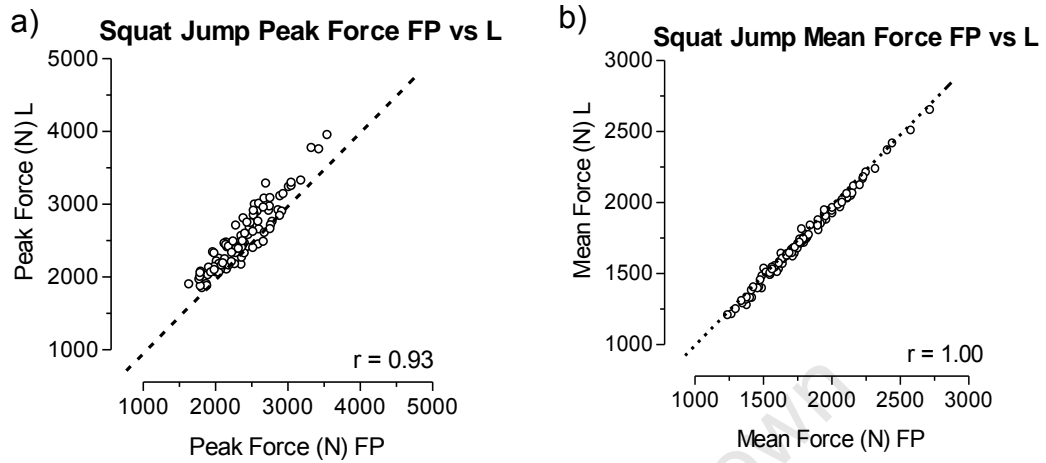 a)
Squat Jump Peak Force FP vs L
5000
4000
3000
2000
1000
Peak Force (N) L
r = 0.93
1000 2000 3000 4000 5000
Peak Force (N) FP
b)
Squat Jump Mean Force FP vs L
3000
2500
2000
1500
1000
Mean Force (N) L
r = 1.00
1000 1500 2000 2500 3000
Mean Force (N) FP
own